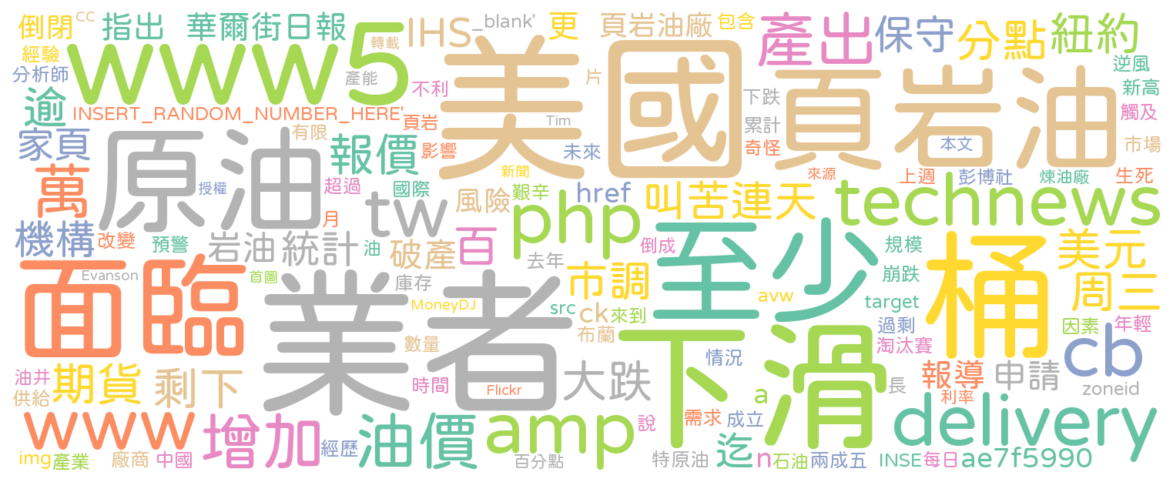 倒閉 cc 指出 華爾街日報 IHS _blank' 更 頁岩油廠 包含 產出 保守 分點 紐約
經驗 www5 轉載 美國 頁岩油 逆風
分析師 產能 不利 片 下跌 新高
逾 INSERT_RANDOM_NUMBER_HERE' 頁岩 Tim 累計 觸及
家頁 原油 有限 報價 影響 未來 奇怪 本文 市場
萬 授權 超過 國際 新聞 艱辛 href 來源 上週 彭博社 煉油廠 生死
機構 改變 預警 岩油 統計 油 tw 風險 php 叫苦連天 technews
破產 百 倒成 至少 規模 桶 美元
面臨 Evanson 首圖 業者 庫存 去年 市調 崩跌 周三
MoneyDJ src ck 來到 avw target
數量 布蘭 下滑 過剩 因素 年輕
油井 期貨 剩下 時間 Flickr 大跌 情況 淘汰賽 cb
供給 a 長 報導 申請 zoneid
www 增加 經歷 油價 amp 說 需求 成立 利率 delivery
img 產業 廠商 中國 百分點 特原油 迄 n 石油 兩成五 INSE 每日 ae7f5990